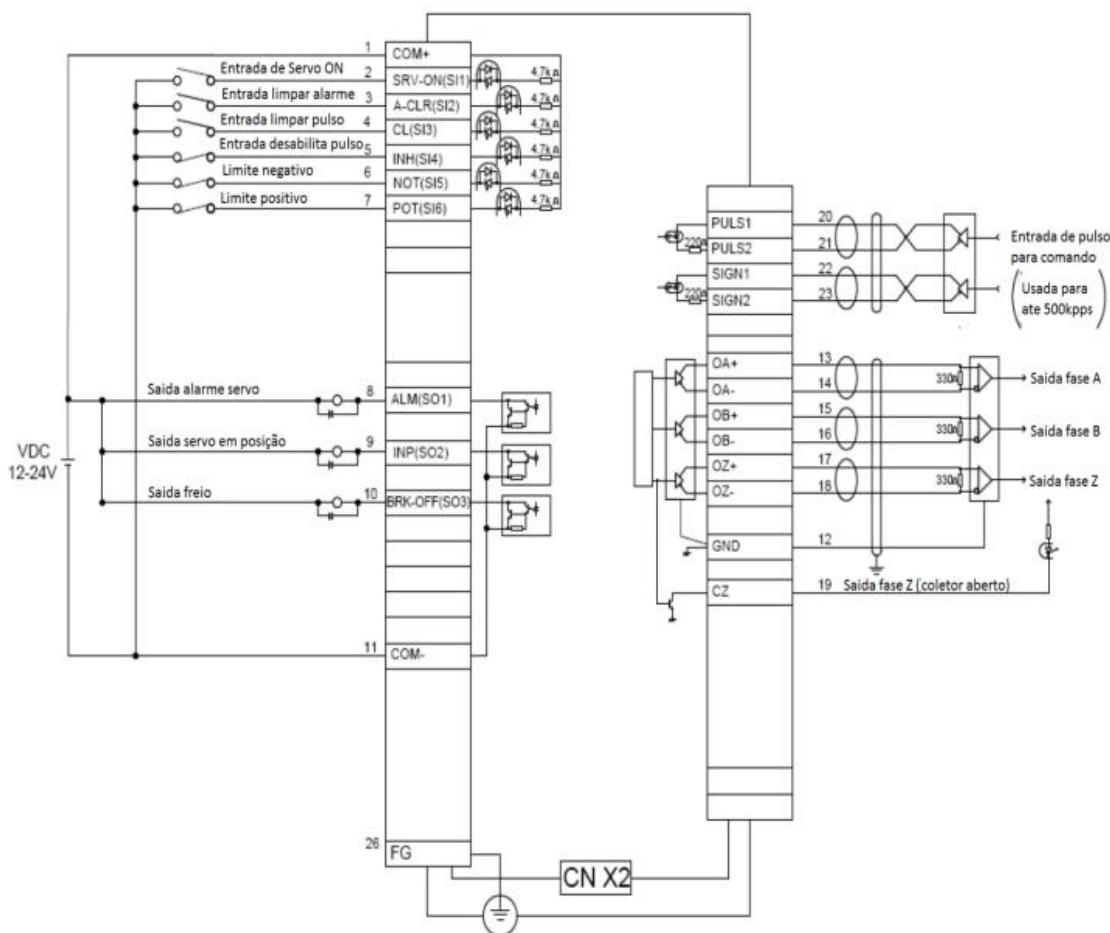 1 COM+
Entrada de Servo ON 2 SRV-ON(SI1) 4.7kΩ
Entrada limpar alarme 3 A-CLR(SI2) 4.7kΩ
Entrada limpar pulso 4 CL(SI3) 4.7kΩ
Entrada desabilita pulso 5 INH(SI4) 4.7kΩ
Limite negativo 6 NOT(SI5) 4.7kΩ
Limite positivo 7 POT(SI6) 4.7kΩ
Saida alarme servo 8 ALM(SO1)
Saida servo em posição 9 INP(SO2)
Saida freio 10 BRK-OFF(SO3)
VDC
12-24V
11 COM-
26 FG
CN X2
PULS1 20
220Ω PULS2 21
SIGN1 22
220Ω SIGN2 23
Entrada de pulso
para comando
Usada para
ate 500kpps
OA+ 13
OA- 14
330Ω Saida fase A
OB+ 15
OB- 16
330Ω Saida fase B
OZ+ 17
OZ- 18
330Ω Saida fase Z
GND 12
CZ 19 Saida fase Z (coletor aberto)